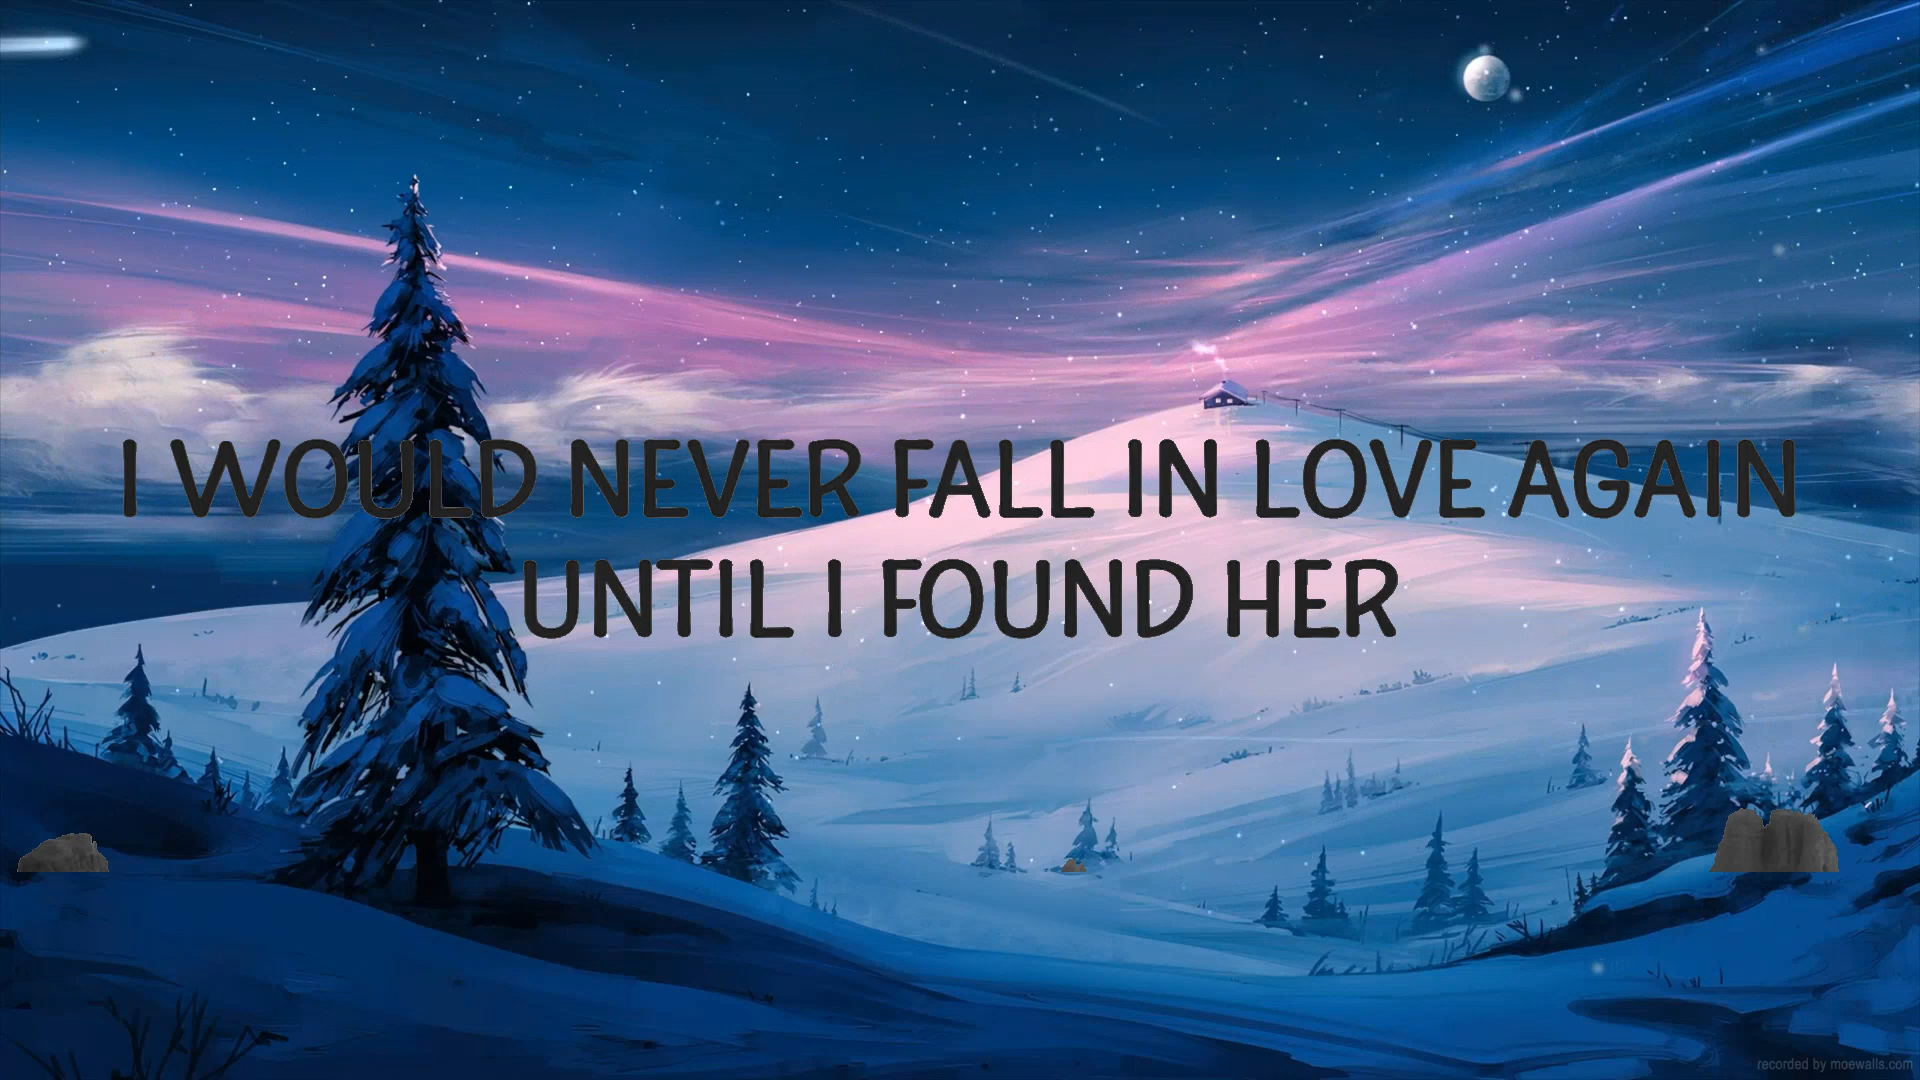 I WOULD NEVER FALL IN LOVE AGAIN
UNTIL I FOUND HER
recorded by moewalls.com